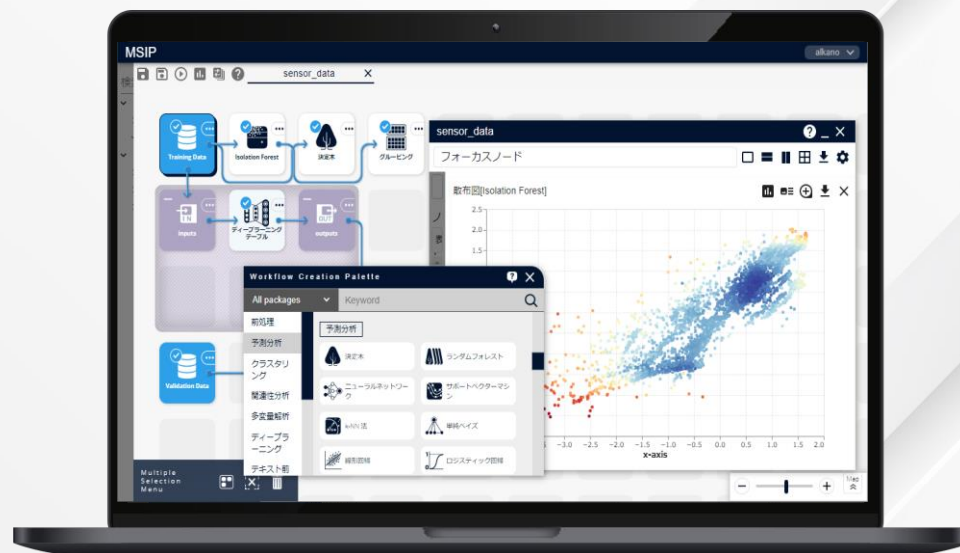 MSIP
alkano
sensor_data
Training Data
Isolation Forest
決定木
グルーピング
inputs
ディープラーニング
テーブル
outputs
IN
OUT
Validation Data
sensor_data
フォーカスノード
散布図[Isolation Forest]
2.5
2.0
1.5
-3.0 -2.5 -2.0 -1.5 -1.0 -0.5 0.0 0.5 1.0 1.5 2.0
x-axis
Workflow Creation Palette
All packages
Keyword
前処理
予測分析
クラスタリ
ング
関連性分析
多変量解析
ディープラ
ーニング
テキスト前
予測分析
決定木
ランダムフォレスト
ニューラルネットワー
ク
サポートベクターマシ
ン
k-NN 法
単純ベイズ
線形回帰
ロジスティック回帰
Multiple
Selection
Menu
Map